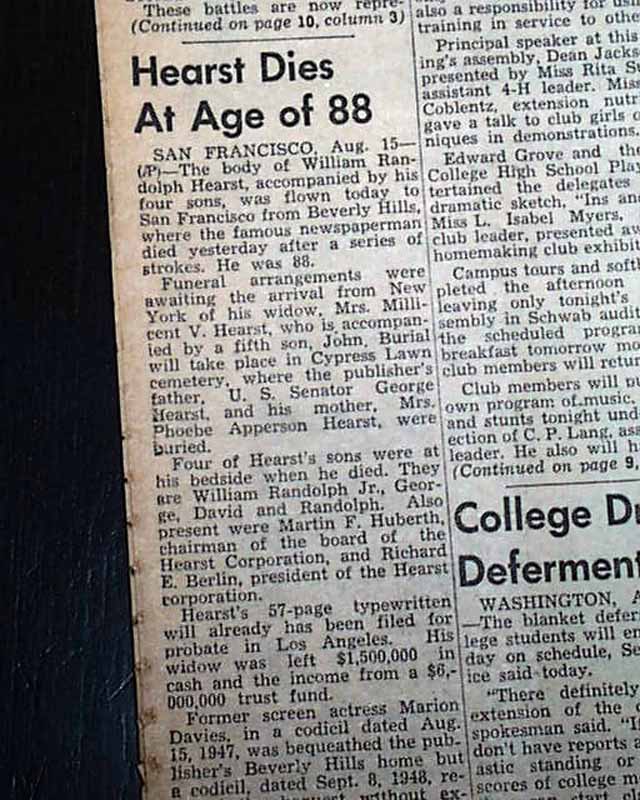 These battles are now repre-
(Continued on page 10, column 3)
Hearst Dies
At Age of 88
SAN FRANCISCO, Aug. 15—
(AP)—The body of William Ran-
dolph Hearst, accompanied by his
four sons, was flown today to
San Francisco from Beverly Hills,
where the famous newspaperman
died yesterday after a series of
strokes. He was 88.
Funeral arrangements were
awaiting the arrival from New
York of his widow, Mrs. Milli-
cent V. Hearst, who is accompan-
ied by a fifth son, John. Burial
will take place in Cypress Lawn
cemetery, where the publisher's
father, U. S. Senator George
Hearst, and his mother, Mrs.
Phoebe Apperson Hearst, were
buried.
Four of Hearst's sons were at
his bedside when he died. They
are William Randolph Jr., Geor-
ge, David and Randolph. Also
present were Martin F. Huberth,
chairman of the board of the
Hearst Corporation, and Richard
E. Berlin, president of the Hearst
corporation.
Hearst's 57-page typewritten
will already has been filed for
probate in Los Angeles. His
widow was left $1,500,000 in
cash and the income from a $6,-
000,000 trust fund.
Former screen actress Marion
Davies, in a codicil dated Aug.
15, 1947, was bequeathed the pub-
lisher's Beverly Hills home but
a codicil, dated Sept. 8, 1948, re-
without ex-
also a responsibility for
training in service to
Principal speaker at this
ing's assembly, Dean
presented by Miss Rita
assistant 4-H leader.
Coblentz, extension
gave a talk to club girls
niques in demonstrations.
Edward Grove and
College High School
tertained the delegates
dramatic sketch, "Ins
Miss L. Isabel Myers,
club leader, presented
homemaking club
Campus tours and
pleted the afternoon
leaving only tonight's
sembly in Schwab
the scheduled
breakfast tomorrow
club members will
Club members will
own program of music.
and stunts tonight
ection of C. P. Lang,
leader. He also will
(Continued on page 9,
College
Deferment
WASHINGTON,
—The blanket
lege students will
day on schedule,
ice said today.
"There definitely
extension of the
spokesman said.
don't have reports
astic standing or
scores of college